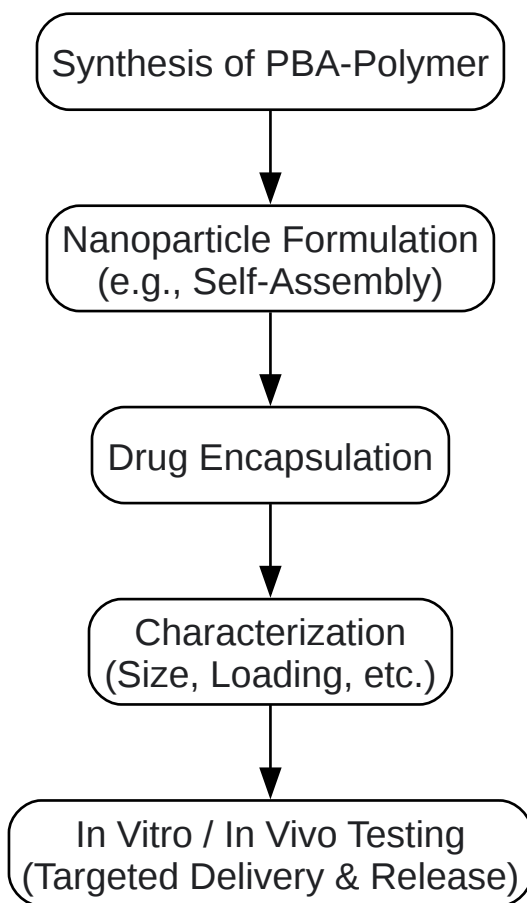 Synthesis of PBA-Polymer
Nanoparticle Formulation
(e.g., Self-Assembly)
Drug Encapsulation
Characterization
(Size, Loading, etc.)
In Vitro / In Vivo Testing
(Targeted Delivery & Release)